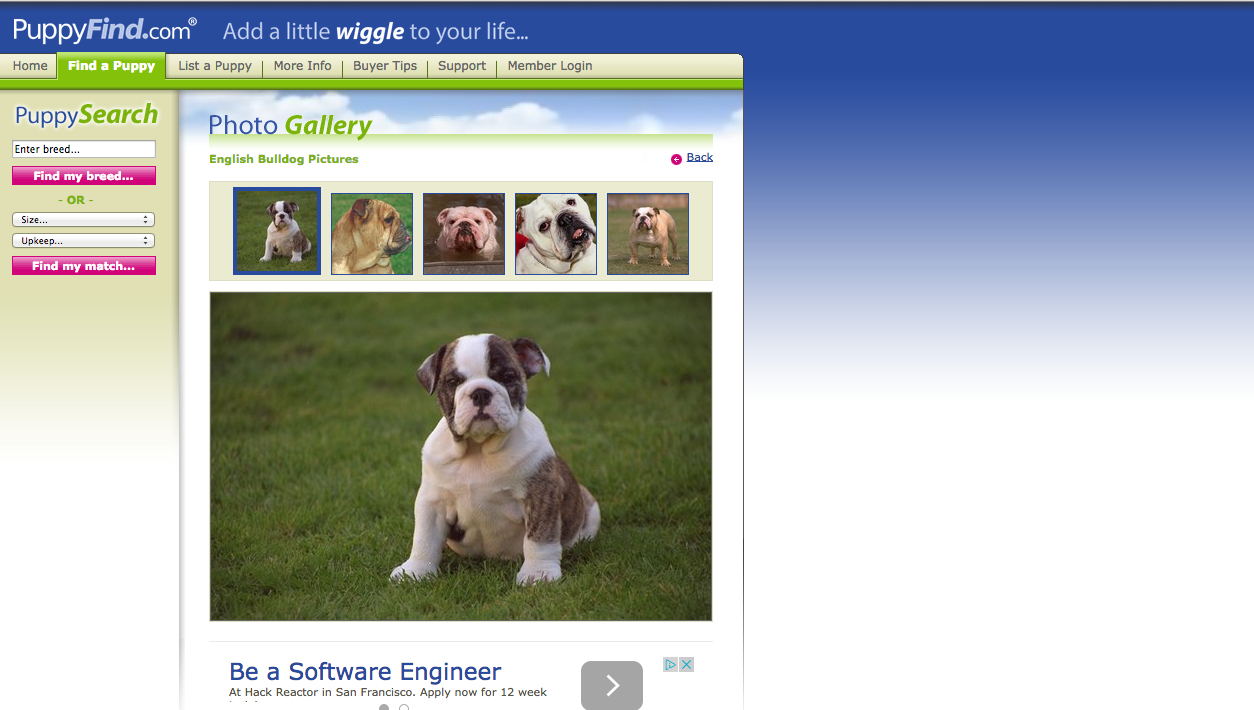 PuppyFind.com® Add a little wiggle to your life...
Home Find a Puppy List a Puppy More Info Buyer Tips Support Member Login
PuppySearch
Enter breed...
Find my breed...
- OR -
Size...
Upkeep...
Find my match...
Photo Gallery
English Bulldog Pictures
Back
Be a Software Engineer
At Hack Reactor in San Francisco. Apply now for 12 week